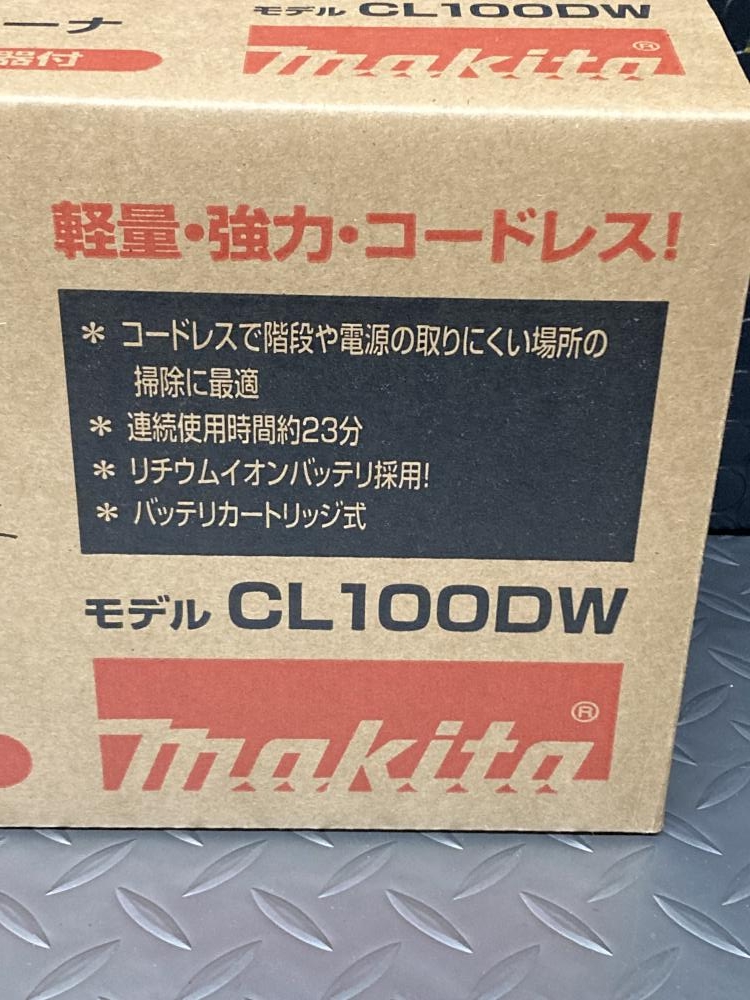 モデル CL100DW
ーナ
器付
makita®
軽量・強力・コードレス!
* コードレスで階段や電源の取りにくい場所の
掃除に最適
* 連続使用時間約23分
* リチウムイオンバッテリ採用!
* バッテリカートリッジ式
モデル CL100DW
makita®